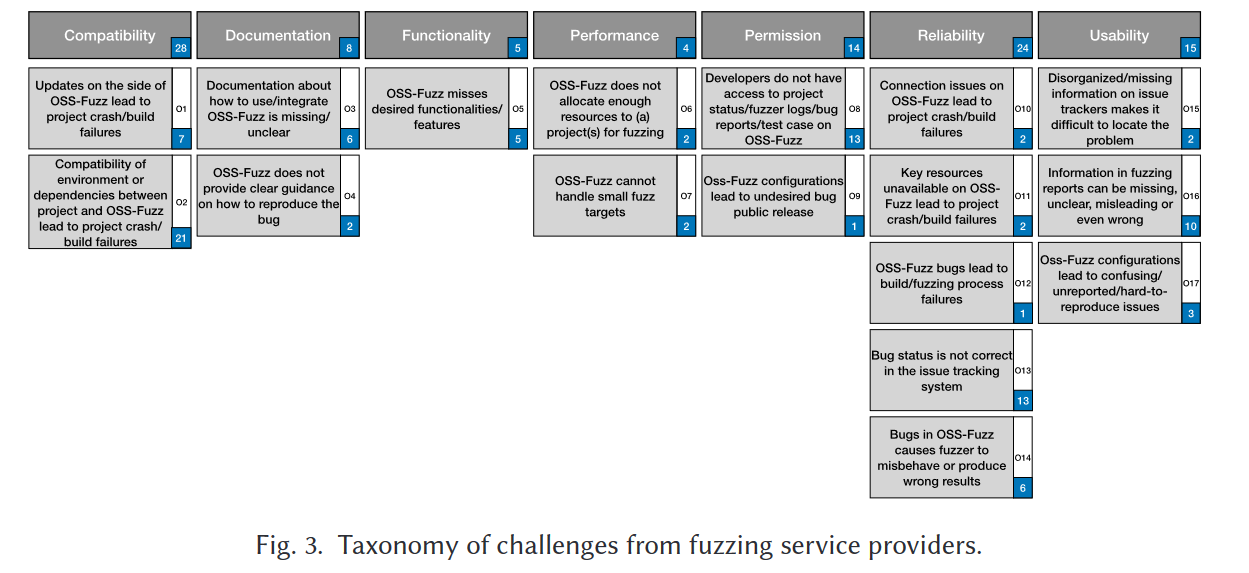 Compatibility
28
Updates on the side of
OSS-Fuzz lead to
project crash/build
failures
O1
7
Compatibility of
environment or
dependencies between
project and OSS-Fuzz
lead to project crash/
build failures
O2
21
Documentation
8
Documentation about
how to use/integrate
OSS-Fuzz is missing/
unclear
O3
6
OSS-Fuzz does not
provide clear guidance
on how to reproduce the
bug
O4
2
Functionality
5
OSS-Fuzz misses
desired functionalities/
features
O5
5
Performance
4
OSS-Fuzz does not
allocate enough
resources to (a)
project(s) for fuzzing
O6
2
OSS-Fuzz cannot
handle small fuzz
targets
O7
2
Permission
14
Developers do not have
access to project
status/fuzzer logs/bug
reports/test case on
OSS-Fuzz
O8
13
Oss-Fuzz configurations
lead to undesired bug
public release
O9
1
Reliability
24
Connection issues on
OSS-Fuzz lead to
project crash/build
failures
O10
2
Key resources
unavailable on OSS-
Fuzz lead to project
crash/build failures
O11
2
OSS-Fuzz bugs lead to
build/fuzzing process
failures
O12
1
Bug status is not correct
in the issue tracking
system
O13
13
Bugs in OSS-Fuzz
causes fuzzer to
misbehave or produce
wrong results
O14
6
Usability
15
Disorganized/missing
information on issue
trackers makes it
difficult to locate the
problem
O15
2
Information in fuzzing
reports can be missing,
unclear, misleading or
even wrong
O16
10
Oss-Fuzz configurations
lead to confusing/
unreported/hard-to-
reproduce issues
O17
3
Fig. 3. Taxonomy of challenges from fuzzing service providers.